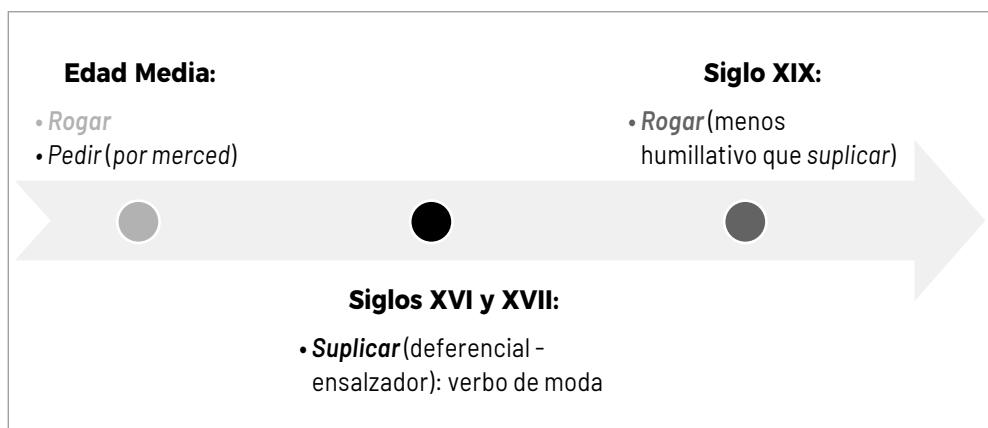 Edad Media:
• Rogar
• Pedir (por merced)
Siglos XVI y XVII:
• Suplicar (deferencial -
ensalzador): verbo de moda
Siglo XIX:
• Rogar (menos
humillativo que suplicar)